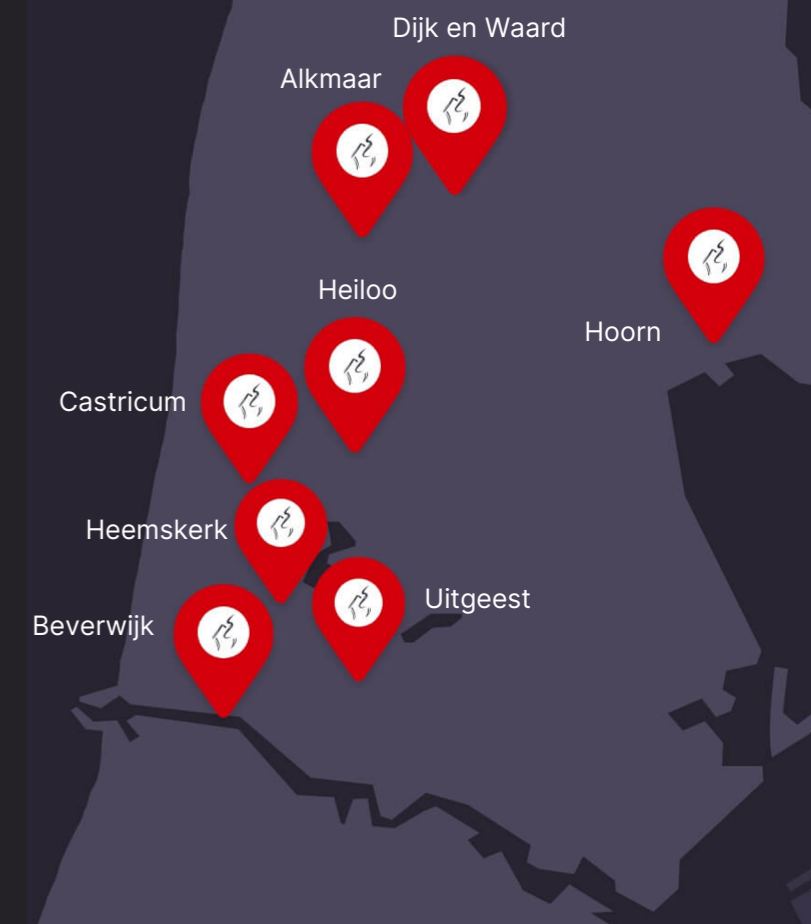 Dijk en Waard
Alkmaar
Heiloo
Hoorn
Castricum
Heemskerk
Uitgeest
Beverwijk